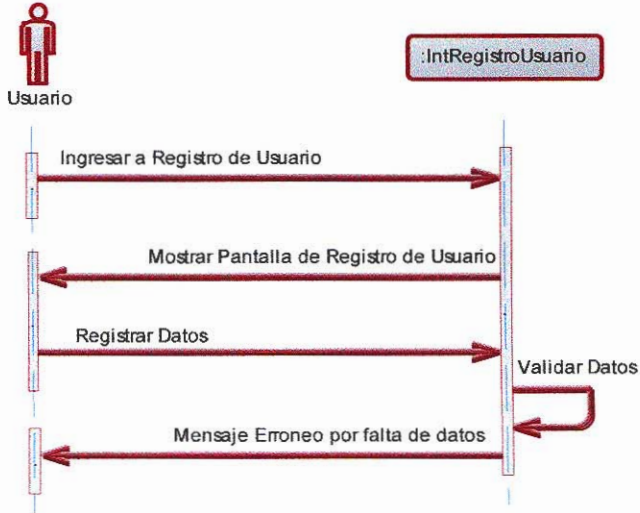 Usuario
:IntRegistroUsuario
Ingresar a Registro de Usuario
Mostrar Pantalla de Registro de Usuario
Registrar Datos
Validar Datos
Mensaje Erroneo por falta de datos